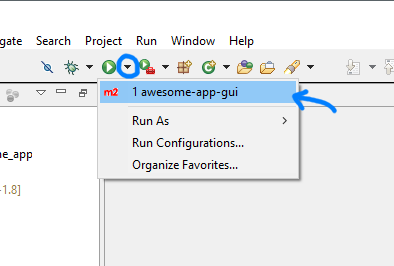 gate Search Project Run Window Help
m2 1 awesome-app-gui
Run As
Run Configurations...
Organize Favorites...
ne_app
-1.8]